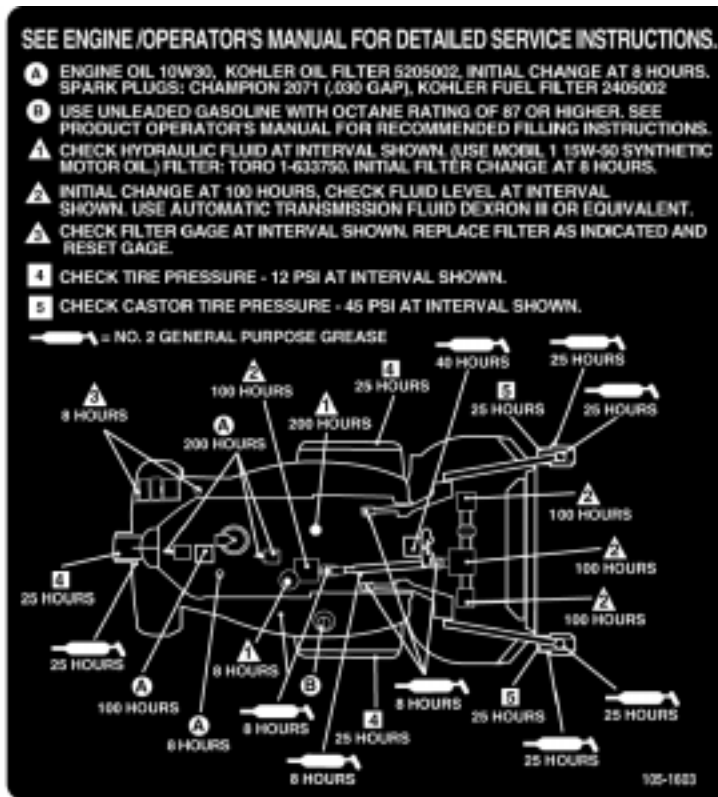 SEE ENGINE/OPERATOR'S MANUAL FOR DETAILED SERVICE INSTRUCTIONS.
A ENGINE OIL 10W30, KOHLER OIL FILTER 5205002, INITIAL CHANGE AT 8 HOURS.
SPARK PLUGS: CHAMPION 2071 (.030 GAP), KOHLER FUEL FILTER 2405002
B USE UNLEADED GASOLINE WITH OCTANE RATING OF 87 OR HIGHER. SEE
PRODUCT OPERATOR'S MANUAL FOR RECOMMENDED FILLING INSTRUCTIONS.
1 CHECK HYDRAULIC FLUID AT INTERVAL SHOWN. (USE MOBIL 1 15W-50 SYNTHETIC
MOTOR OIL.) FILTER: TORO 1-633750. INITIAL FILTER CHANGE AT 8 HOURS.
2 INITIAL CHANGE AT 100 HOURS, CHECK FLUID LEVEL AT INTERVAL
SHOWN. USE AUTOMATIC TRANSMISSION FLUID DEXRON III OR EQUIVALENT.
3 CHECK FILTER GAGE AT INTERVAL SHOWN. REPLACE FILTER AS INDICATED AND
RESET GAGE.
4 CHECK TIRE PRESSURE - 12 PSI AT INTERVAL SHOWN.
5 CHECK CASTOR TIRE PRESSURE - 45 PSI AT INTERVAL SHOWN.
= NO. 2 GENERAL PURPOSE GREASE
40 HOURS
25 HOURS
2
100 HOURS
4
25 HOURS
5
25 HOURS
25 HOURS
3
8 HOURS
A
200 HOURS
1
200 HOURS
2
100 HOURS
2
100 HOURS
2
100 HOURS
4
25 HOURS
25 HOURS
A
100 HOURS
A
8 HOURS
1
8 HOURS
B
8 HOURS
8 HOURS
4
25 HOURS
8 HOURS
5
25 HOURS
25 HOURS
25 HOURS
105-1603